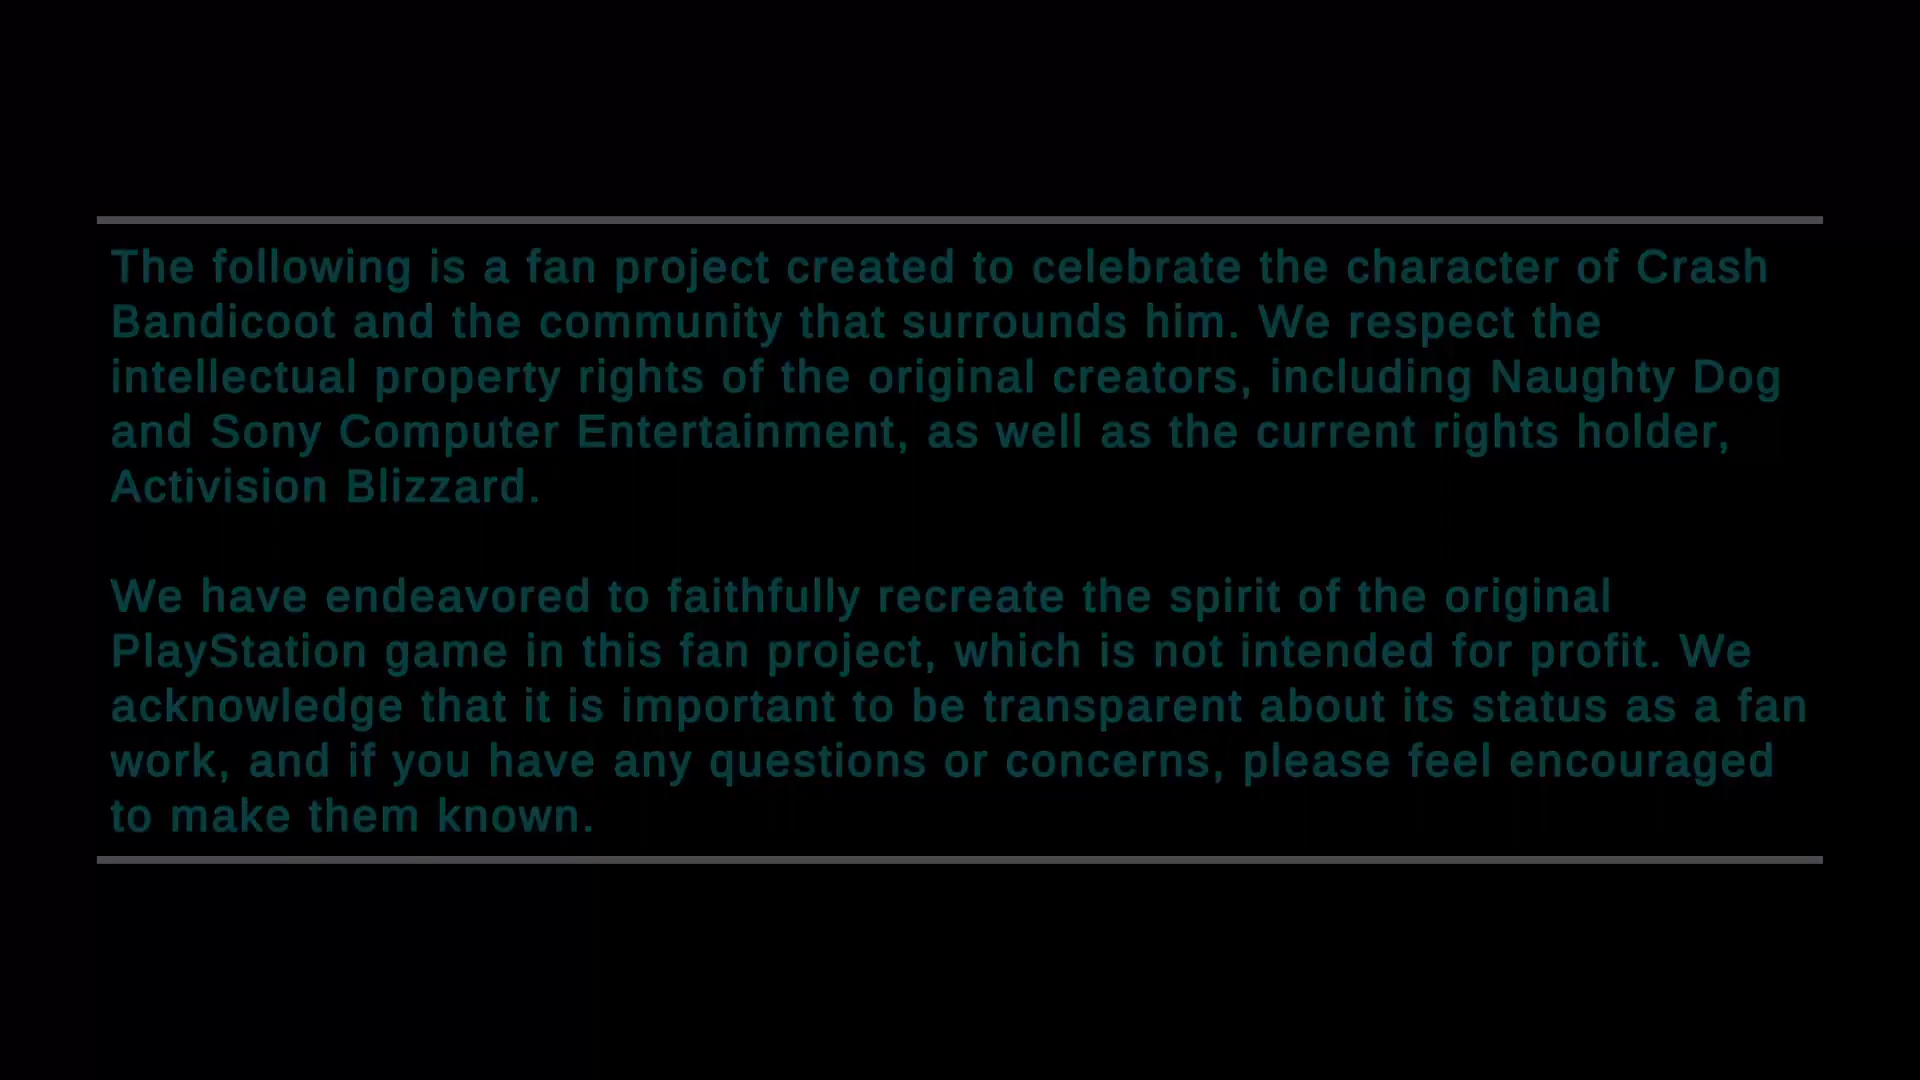 The following is a fan project created to celebrate the character of Crash
Bandicoot and the community that surrounds him. We respect the
intellectual property rights of the original creators, including Naughty Dog
and Sony Computer Entertainment, as well as the current rights holder,
Activision Blizzard.
We have endeavored to faithfully recreate the spirit of the original
PlayStation game in this fan project, which is not intended for profit. We
acknowledge that it is important to be transparent about its status as a fan
work, and if you have any questions or concerns, please feel encouraged
to make them known.